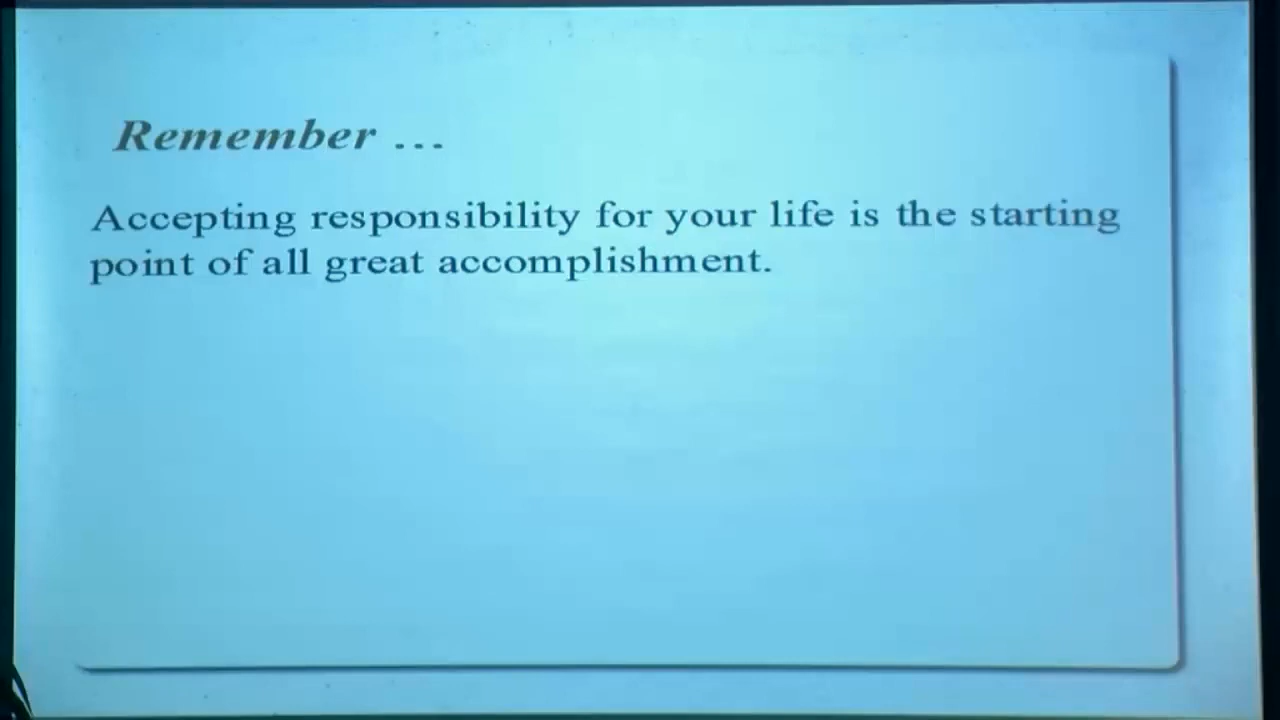 Remember ...
Accepting responsibility for your life is the starting
point of all great accomplishment.